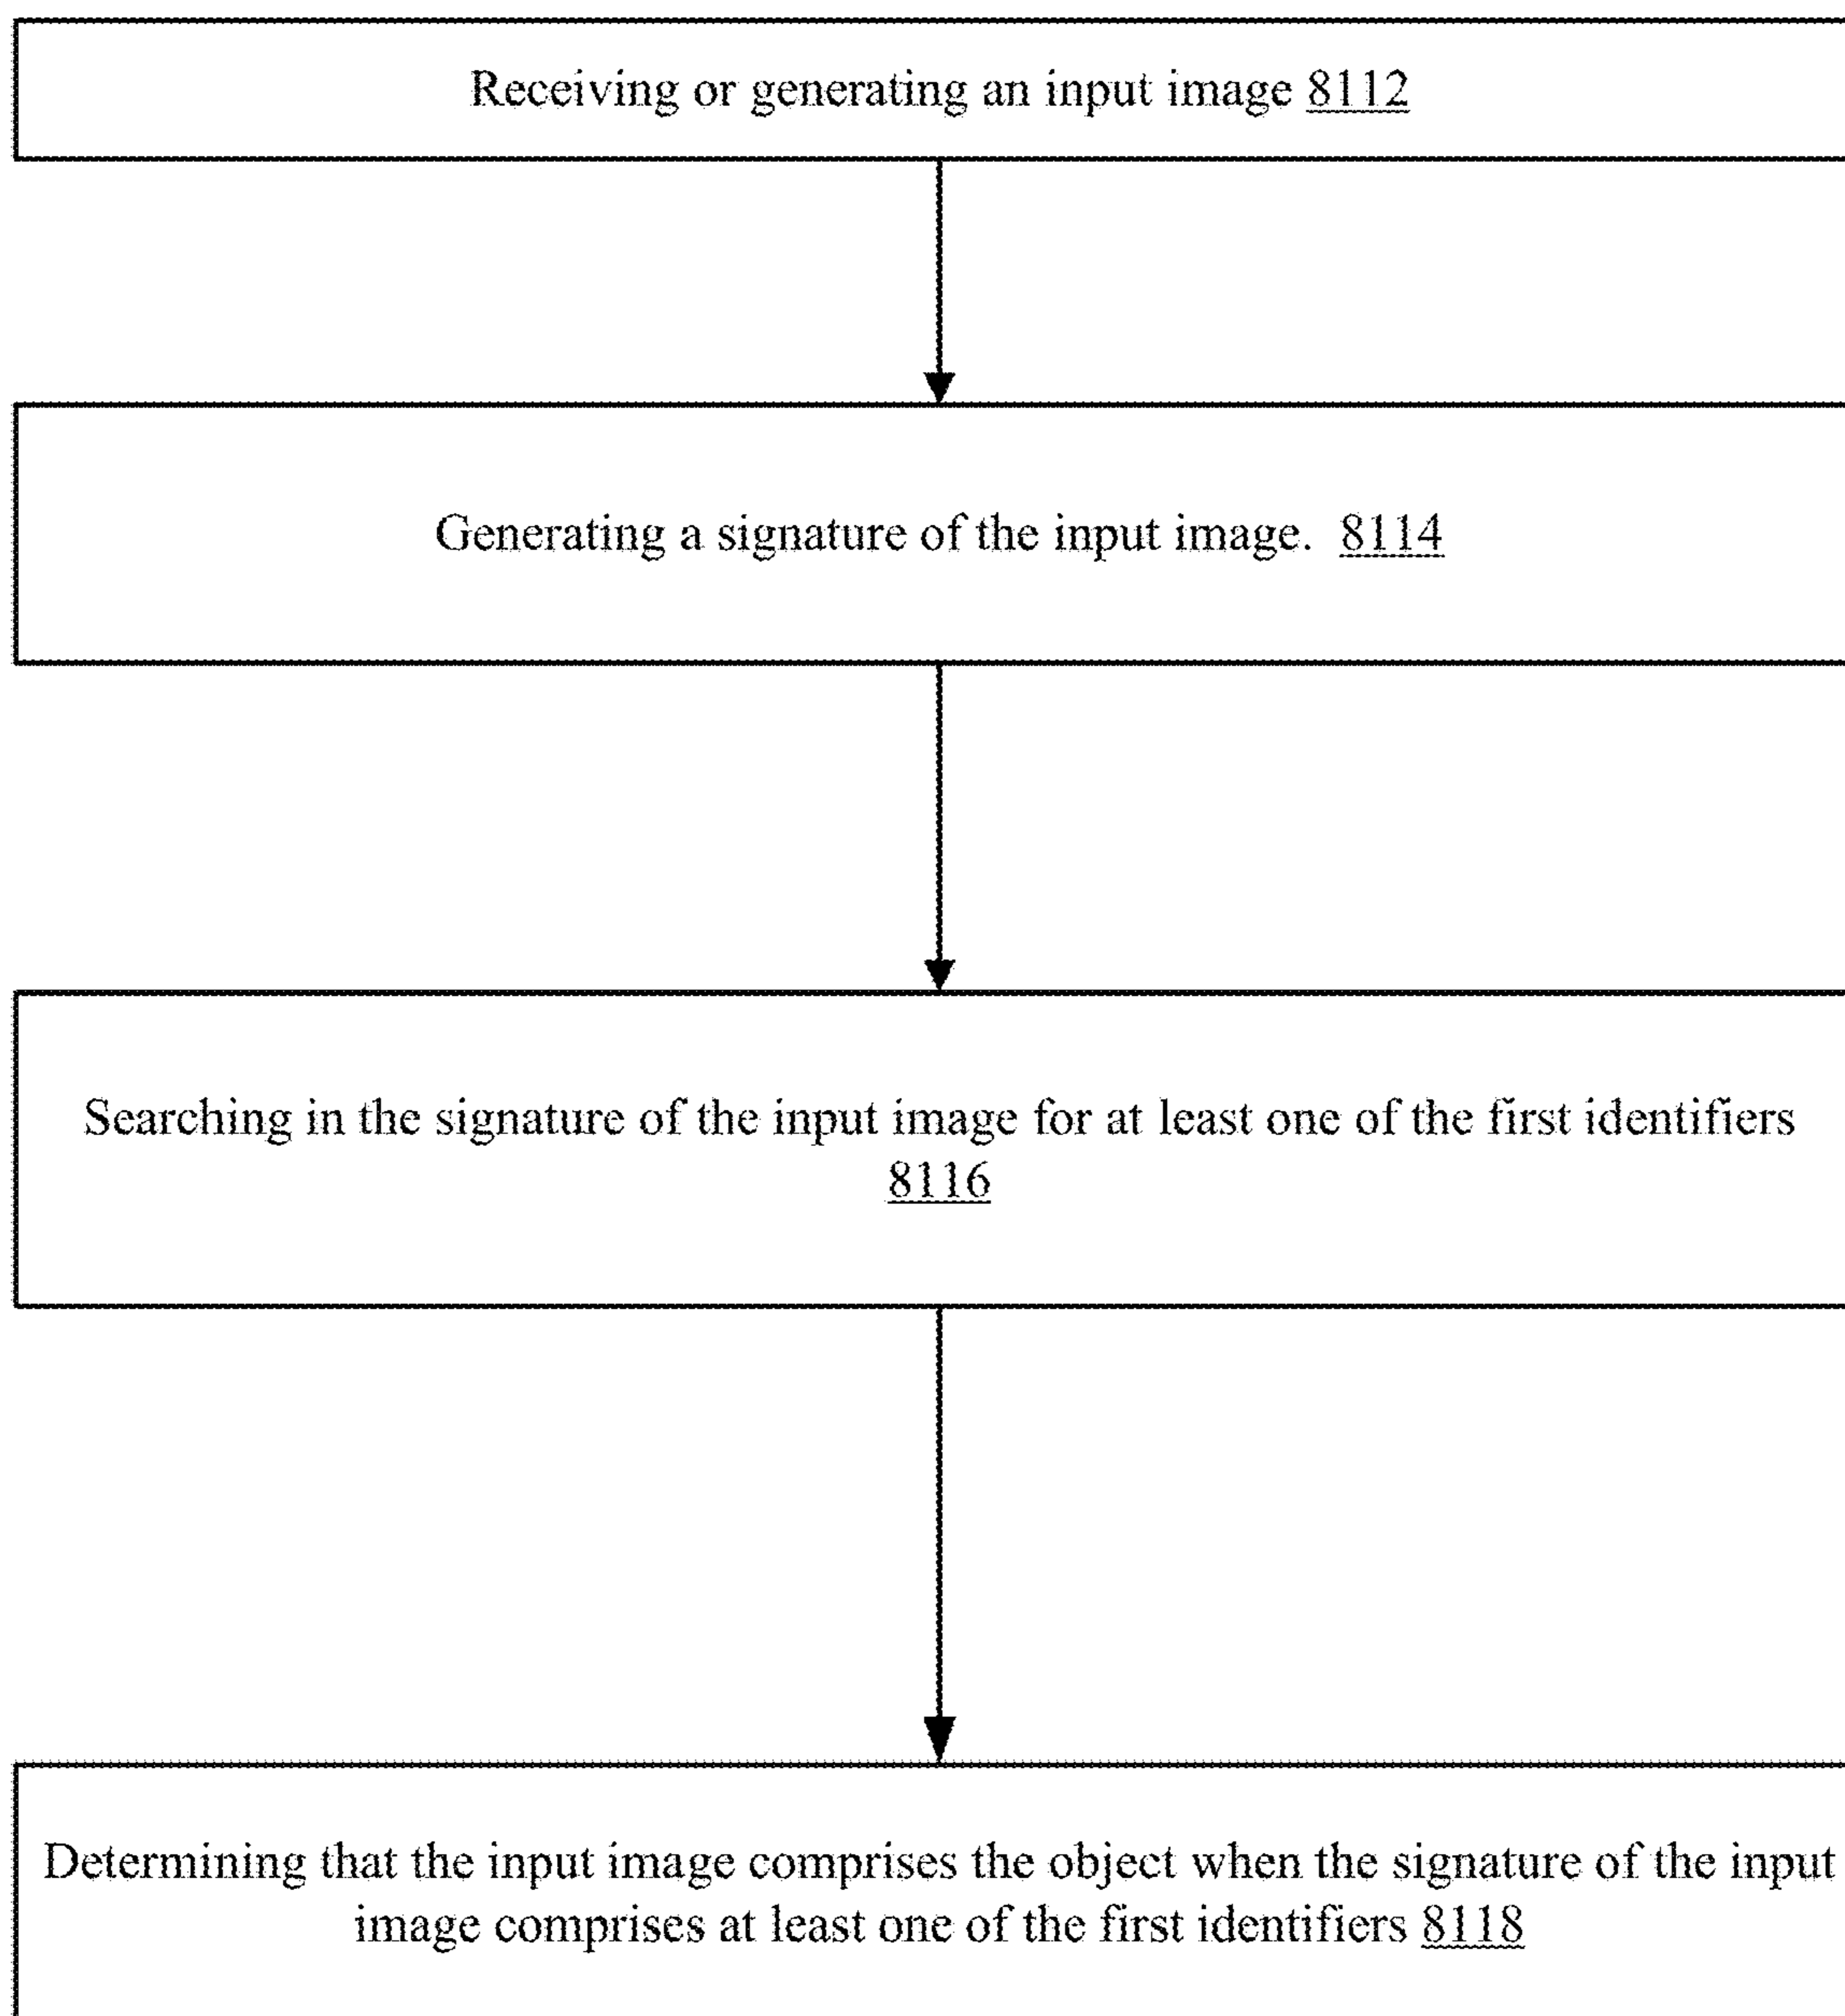 Receiving or generating an input image 8112
Generating a signature of the input image. 8114
Searching in the signature of the input image for at least one of the first identifiers
8116
Determining that the input image comprises the object when the signature of the input
image comprises at least one of the first identifiers 8118